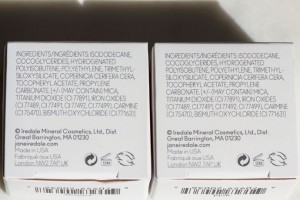 INGREDIENTS/INGRÉDIENTS: ISODODECANE,
COCOGLYCERIDES, HYDROGENATED
POLYISOBUTENE, POLYETHYLENE, TRIMETHYL-
SILOXYSILICATE, COPERNICIA CERIFERA CERA,
TOCOPHERYL ACETATE, PROPYLENE
CARBONATE, [+/- (MAY CONTAIN) MICA,
TITANIUM DIOXIDE (CI 77891), IRON OXIDES
(CI 77489, CI 77491, CI 77492, CI 77499), CARMINE
(CI 75470), BISMUTH OXYCHLORIDE (CI 77163)]
©Iredale Mineral Cosmetics, Ltd., Dist.
Great Barrington, MA 01230
janeiredale.com
Made in USA
Fabriqué aux USA
London NW2 7AP UK
INGREDIENTS/INGRÉDIENTS: ISODODECANE,
COCOGLYCERIDES, HYDROGENATED
POLYISOBUTENE, POLYETHYLENE, TRIMETHYL-
SILOXYSILICATE, COPERNICIA CERIFERA CERA,
TOCOPHERYL ACETATE, PROPYLENE
CARBONATE, [+/- (MAY CONTAIN) MICA,
TITANIUM DIOXIDE (CI 77891), IRON OXIDES
(CI 77489, CI 77491, CI 77492, CI 77499), CARMINE
(CI 75470), BISMUTH OXYCHLORIDE (CI 77163)]
©Iredale Mineral Cosmetics, Ltd., Dist.
Great Barrington, MA 01230
janeiredale.com
Made in USA
Fabriqué aux USA
London NW2 7AP UK